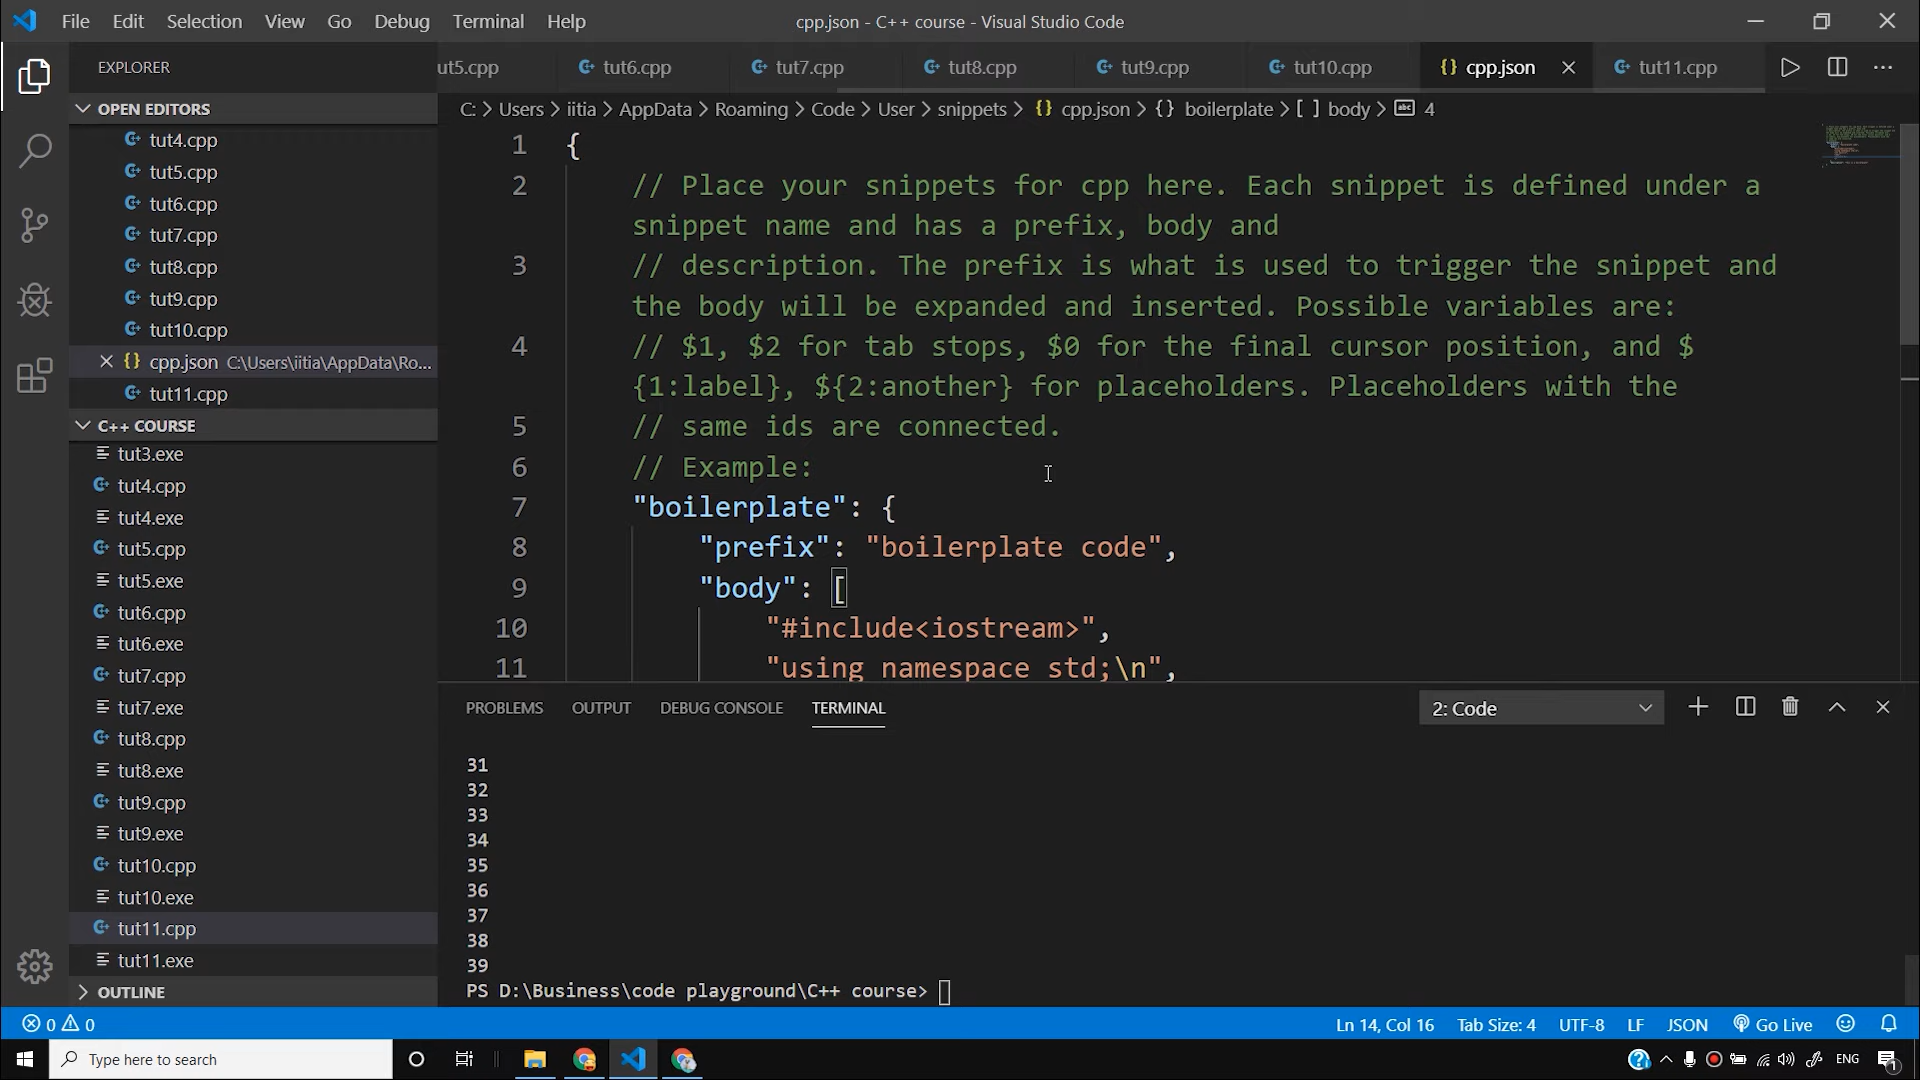 File Edit Selection View Go Debug Terminal Help
cpp.json - C++ course - Visual Studio Code
EXPLORER
OPEN EDITORS
tut4.cpp
tut5.cpp
tut6.cpp
tut7.cpp
tut8.cpp
tut9.cpp
tut10.cpp
cpp.json C:\Users\iitia\AppData\Ro...
tut11.cpp
C++ COURSE
tut3.exe
tut4.cpp
tut4.exe
tut5.cpp
tut5.exe
tut6.cpp
tut6.exe
tut7.cpp
tut7.exe
tut8.cpp
tut8.exe
tut9.cpp
tut9.exe
tut10.cpp
tut10.exe
tut11.cpp
tut11.exe
OUTLINE
ut5.cpp tut6.cpp tut7.cpp tut8.cpp tut9.cpp tut10.cpp {} cpp.json tut11.cpp
C: > Users > iitia > AppData > Roaming > Code > User > snippets > {} cpp.json > {} boilerplate > [ ] body > abc 4
1 {
2 // Place your snippets for cpp here. Each snippet is defined under a
snippet name and has a prefix, body and
3 // description. The prefix is what is used to trigger the snippet and
the body will be expanded and inserted. Possible variables are:
4 // $1, $2 for tab stops, $0 for the final cursor position, and $
{1:label}, ${2:another} for placeholders. Placeholders with the
5 // same ids are connected.
6 // Example:
7 "boilerplate": {
8 "prefix": "boilerplate code",
9 "body": [
10 "#include<iostream>",
11 "using namespace std;\n",
PROBLEMS OUTPUT DEBUG CONSOLE TERMINAL 2: Code
31
32
33
34
35
36
37
38
39
PS D:\Business\code playground\C++ course>
0 0 Ln 14, Col 16 Tab Size: 4 UTF-8 LF JSON Go Live
Type here to search ENG 1